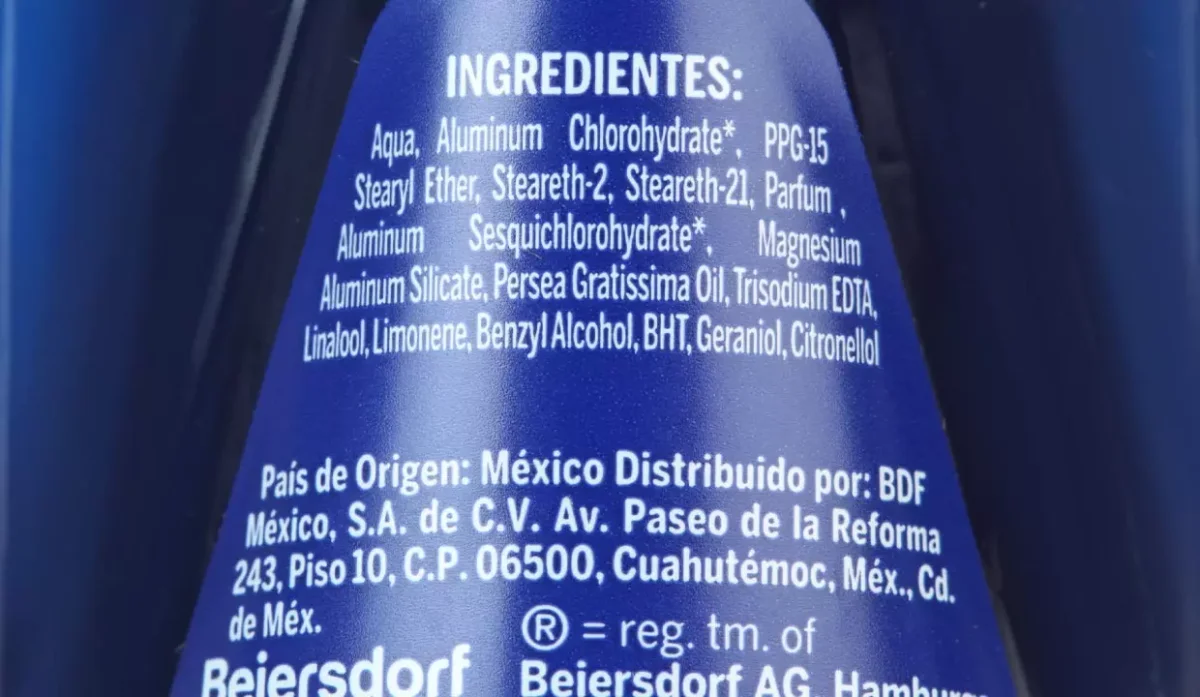 INGREDIENTES:
Aqua, Aluminum Chlorohydrate*, PPG-15
Stearyl Ether, Steareth-2, Steareth-21, Parfum ,
Aluminum Sesquichlorohydrate*, Magnesium
Aluminum Silicate, Persea Gratissima Oil, Trisodium EDTA,
Linalool, Limonene, Benzyl Alcohol, BHT, Geraniol, Citronellol
País de Origen: México Distribuido por: BDF
México, S.A. de C.V. Av. Paseo de la Reforma
243, Piso 10, C.P. 06500, Cuahutémoc, Méx., Cd.
de Méx.
® = reg. tm. of
Beiersdorf
Beiersdorf AG, Hamburg